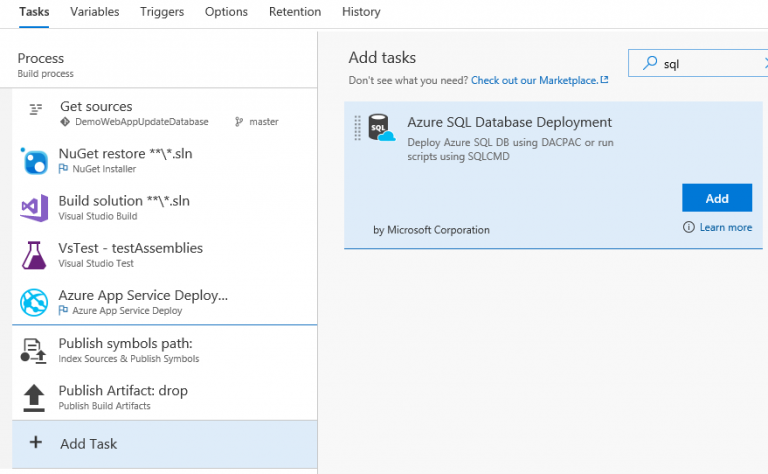 Tasks Variables Triggers Options Retention History
Process
Build process
Get sources
DemoWebAppUpdateDatabase master
NuGet restore **\*.sln
NuGet Installer
Build solution **\*.sln
Visual Studio Build
VsTest - testAssemblies
Visual Studio Test
Azure App Service Deploy...
Azure App Service Deploy
Publish symbols path:
Index Sources & Publish Symbols
Publish Artifact: drop
Publish Build Artifacts
+ Add Task
Add tasks
sql
Don't see what you need? Check out our Marketplace.
SQL
Azure SQL Database Deployment
Deploy Azure SQL DB using DACPAC or run
scripts using SQLCMD
Add
by Microsoft Corporation
Learn more